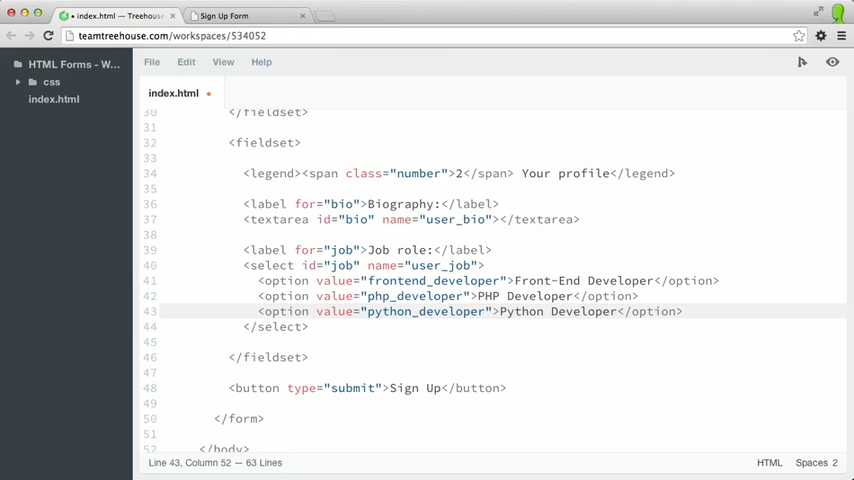 index.html — Treehouse
Sign Up Form
teamtreehouse.com/workspaces/534052
HTML Forms - W...
File Edit View Help
css
index.html
index.html
30 </fieldset>
31
32 <fieldset>
33
34 <legend><span class="number">2</span> Your profile</legend>
35
36 <label for="bio">Biography:</label>
37 <textarea id="bio" name="user_bio"></textarea>
38
39 <label for="job">Job role:</label>
40 <select id="job" name="user_job">
41 <option value="frontend_developer">Front-End Developer</option>
42 <option value="php_developer">PHP Developer</option>
43 <option value="python_developer">Python Developer</option>
44 </select>
45
46 </fieldset>
47
48 <button type="submit">Sign Up</button>
49
50 </form>
51
52 </body>
Line 43, Column 52 — 63 Lines
HTML Spaces 2